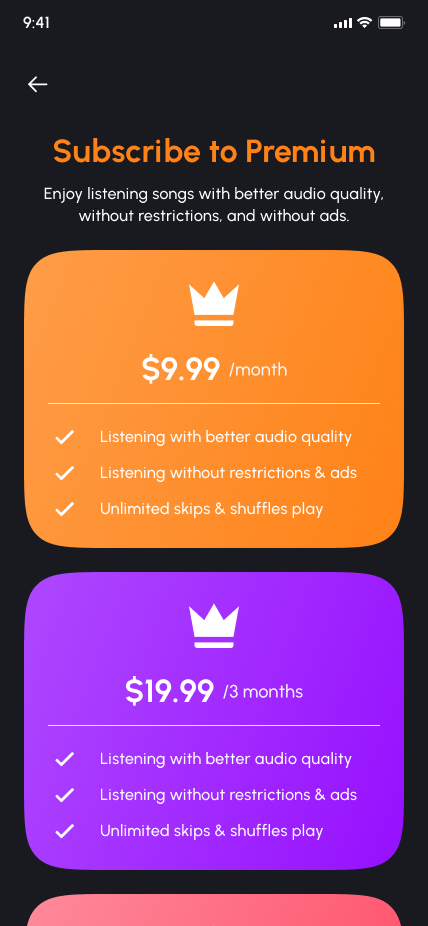 9:41
Subscribe to Premium
Enjoy listening songs with better audio quality,
without restrictions, and without ads.
$9.99 /month
Listening with better audio quality
Listening without restrictions & ads
Unlimited skips & shuffles play
$19.99 /3 months
Listening with better audio quality
Listening without restrictions & ads
Unlimited skips & shuffles play